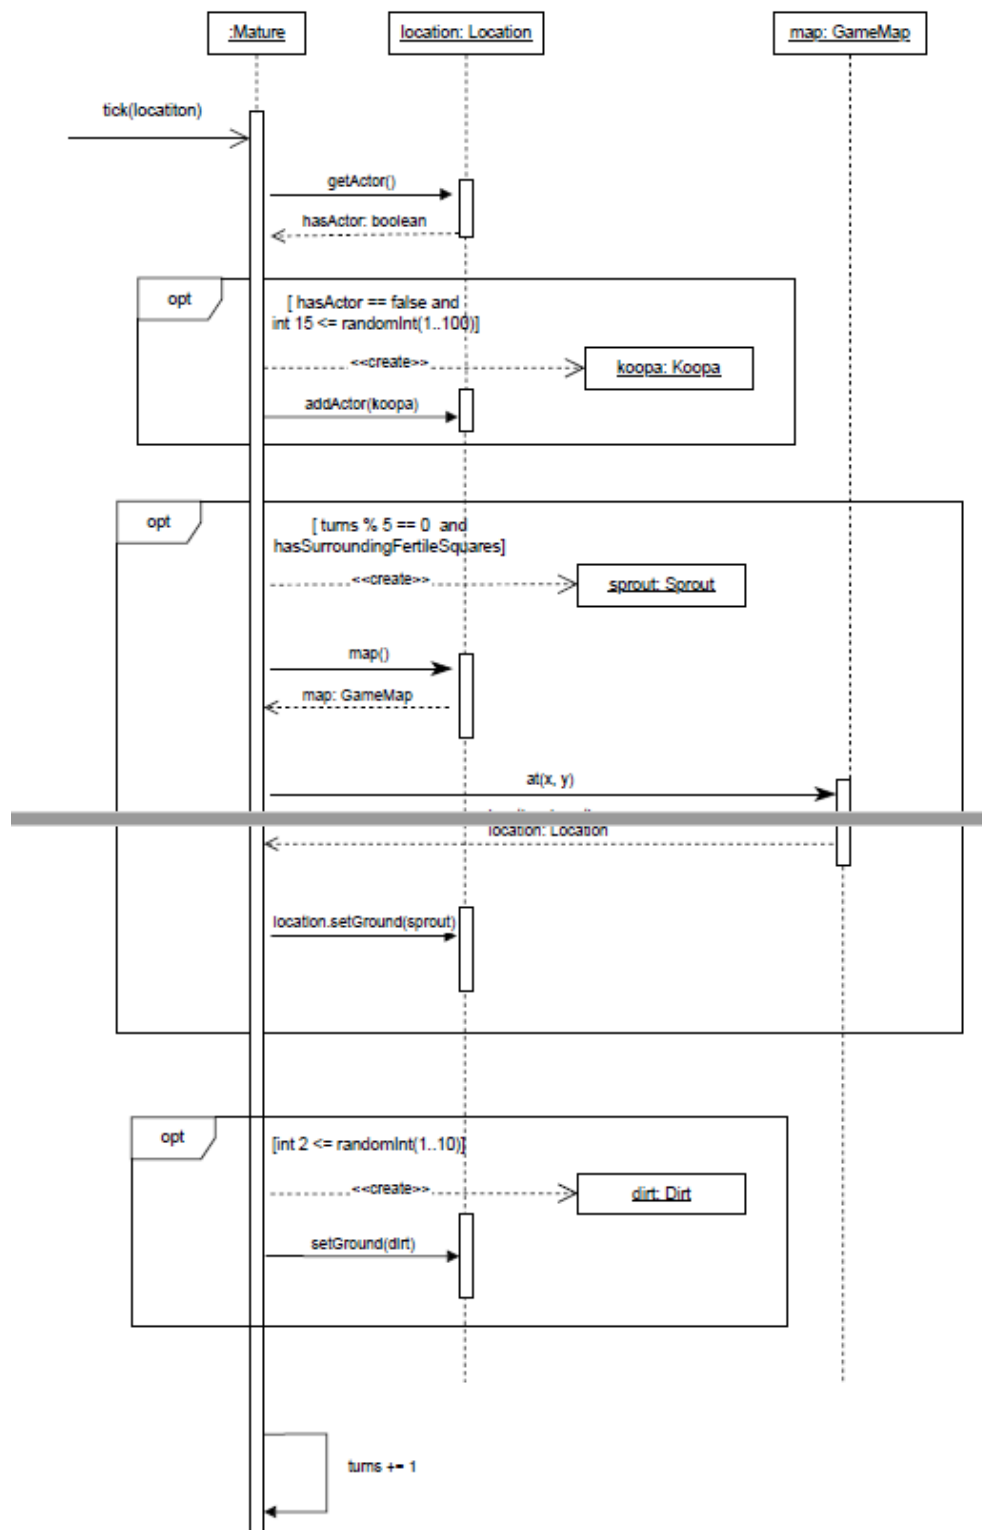 :Mature
location: Location
map: GameMap
tick(locatiton)
getActor()
hasActor: boolean
opt
[ hasActor == false and
int 15 <= randomInt(1..100)]
<<create>>
koopa: Koopa
addActor(koopa)
opt
[ turns % 5 == 0 and
hasSurroundingFertileSquares]
<<create>>
sprout: Sprout
map()
map: GameMap
at(x, y)
location: Location
location.setGround(sprout)
opt
[int 2 <= randomInt(1..10)]
<<create>>
dirt: Dirt
setGround(dirt)
turns += 1